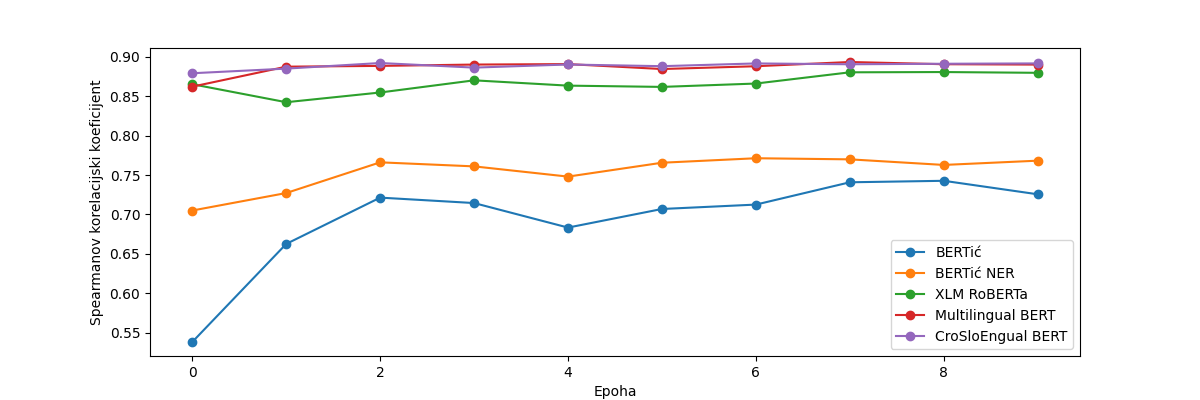 Spearmanov korelacijski koeficijent
0.90
0.85
0.80
0.75
0.70
0.65
0.60
0.55
0 2 4 6 8
Epoha
BERTić
BERTić NER
XLM RoBERTa
Multilingual BERT
CroSloEngual BERT